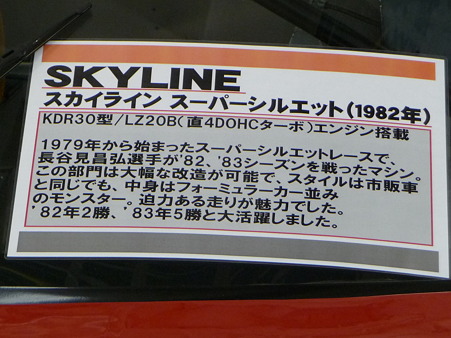 SKYLINE
スカイライン スーパーシルエット(1982年)
KDR30型/LZ20B(直4DOHCターボ)エンジン搭載
1979年から始まったスーパーシルエットレースで、
長谷見昌弘選手が'82、'83シーズンを戦ったマシン。
この部門は大幅な改造が可能で、スタイルは市販車
と同じでも、中身はフォーミュラーカー並み
のモンスター。迫力ある走りが魅力でした。
'82年2勝、'83年5勝と大活躍しました。